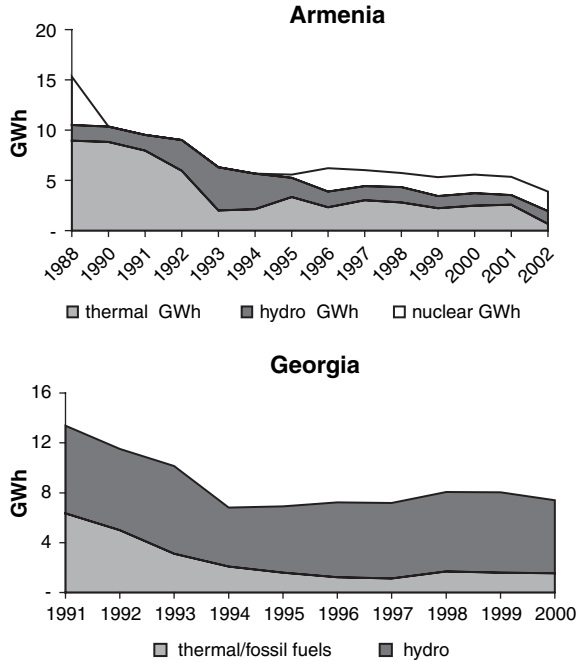 Armenia
20
15
10
5
-
GWh
1988 1990 1991 1992 1993 1994 1995 1996 1997 1998 1999 2000 2001 2002
thermal GWh hydro GWh nuclear GWh
Georgia
16
12
8
4
-
GWh
1991 1992 1993 1994 1995 1996 1997 1998 1999 2000
thermal/fossil fuels hydro